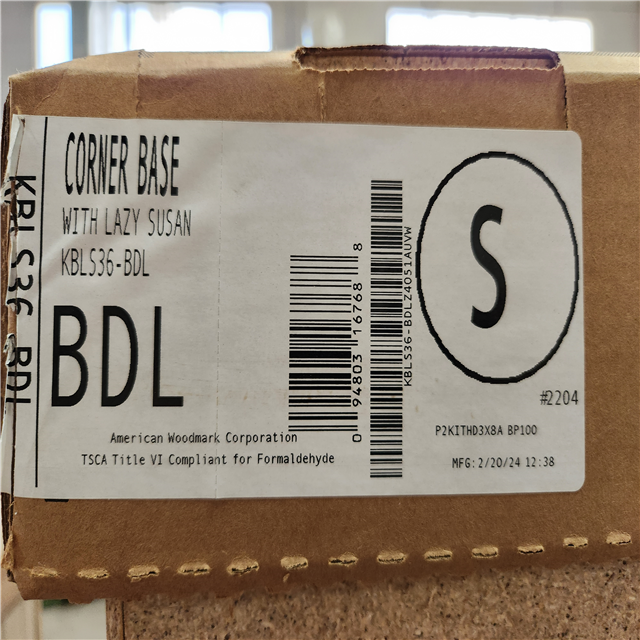 KBLS36-BDL
CORNER BASE
WITH LAZY SUSAN
KBLS36-BDL
BDL
American Woodmark Corporation
TSCA Title VI Compliant for Formaldehyde
0 94803 16768 8
KBLS36-BDLZ4051AUVW
S
#2204
P2KITHD3X8A BP100
MFG: 2/20/24 12:38